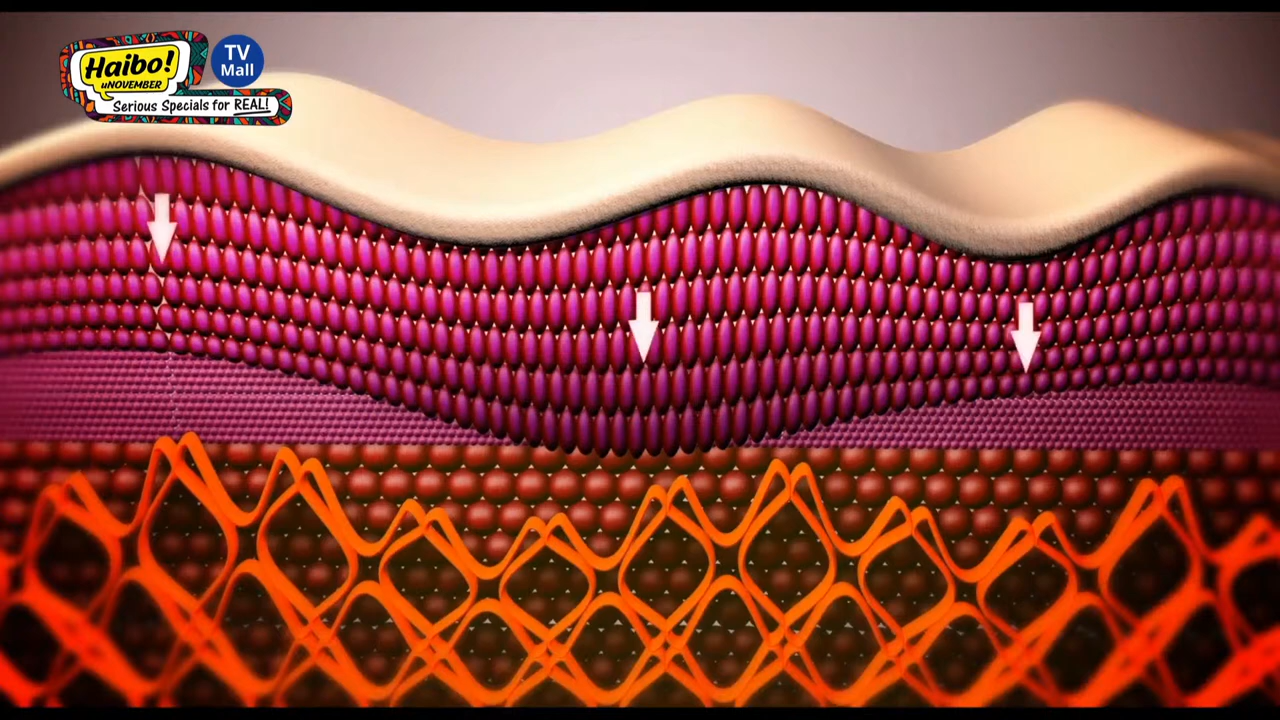 Haibo!
uNOVEMBER
Serious Specials for REAL!
TV
Mall